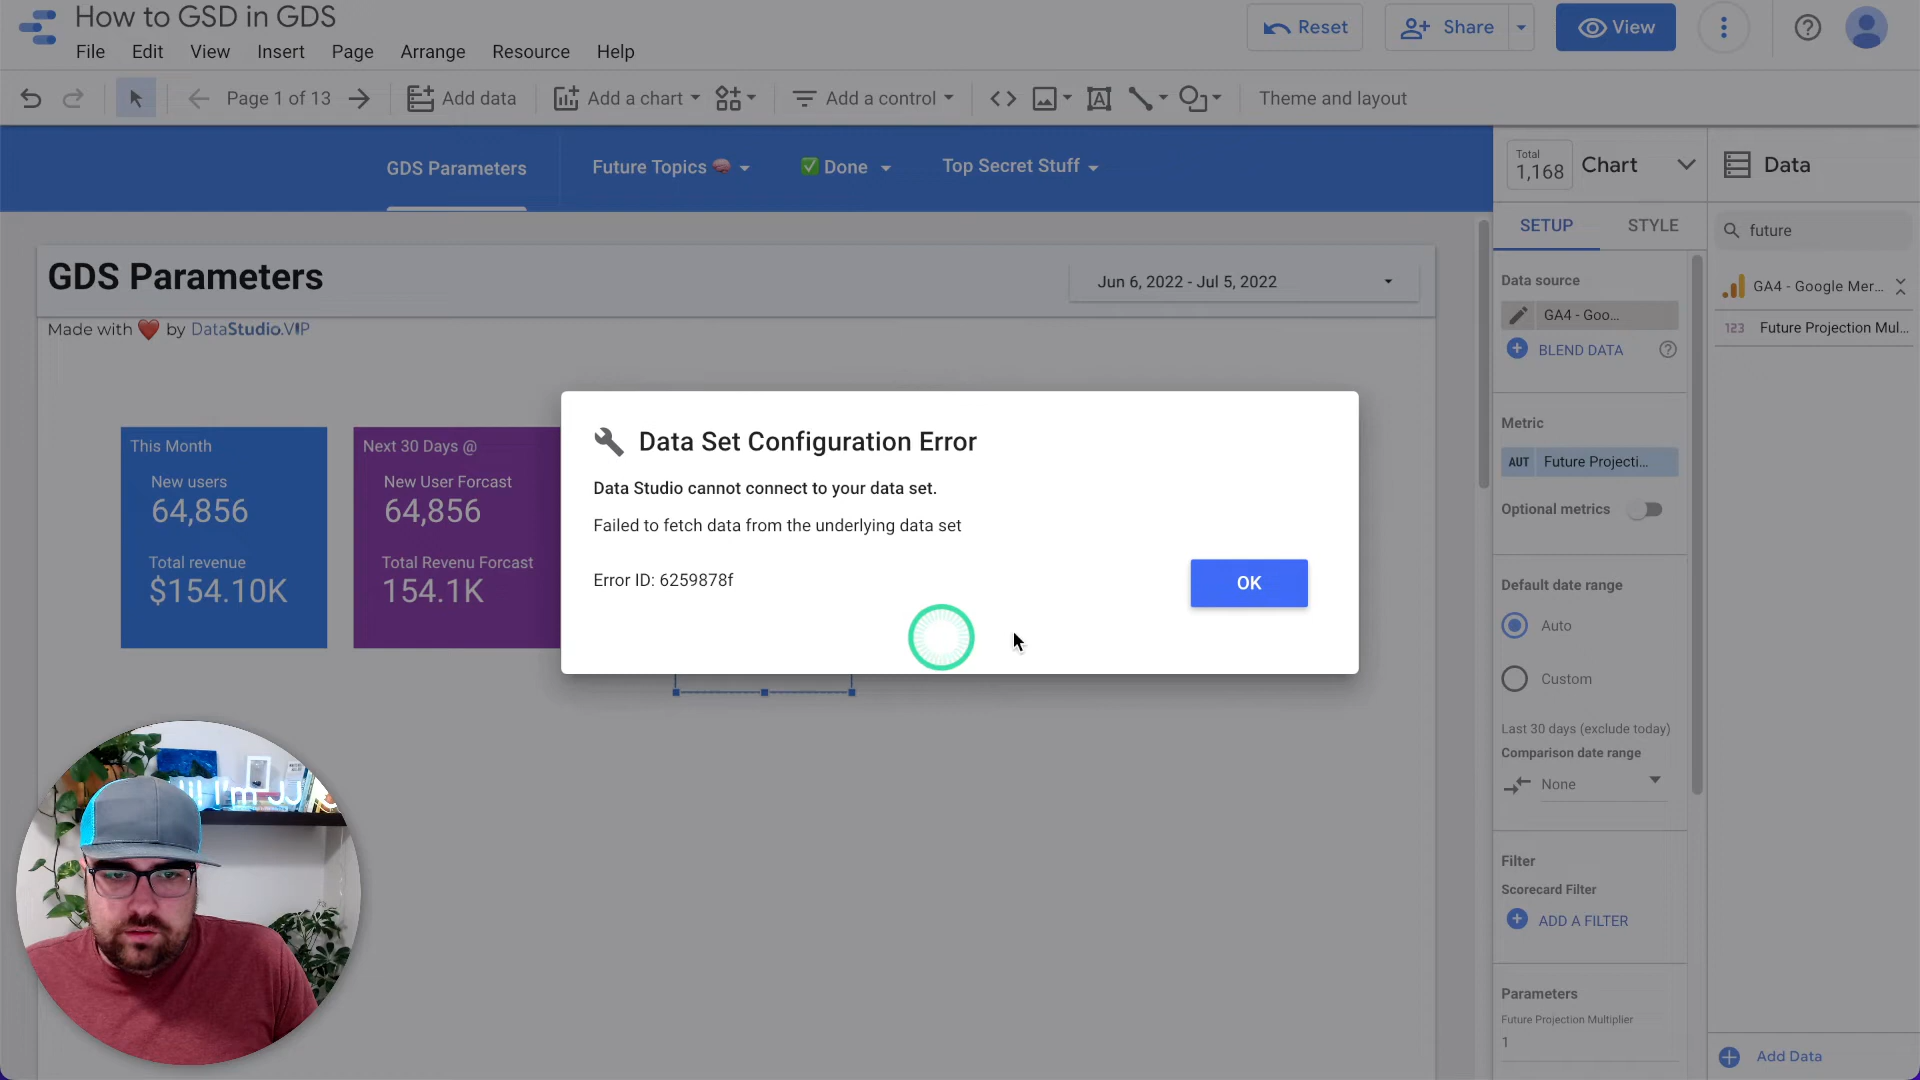 How to GSD in GDS
Reset
Share
View
File Edit View Insert Page Arrange Resource Help
Page 1 of 13
Add data
Add a chart
Add a control
Theme and layout
GDS Parameters
Future Topics 🧠
✅ Done
Top Secret Stuff
Total
1,168
Chart
Data
SETUP
STYLE
future
GDS Parameters
Jun 6, 2022 - Jul 5, 2022
Made with ❤️ by DataStudio.VIP
Data source
GA4 - Goo...
BLEND DATA
GA4 - Google Mer...
123 Future Projection Mul...
This Month
New users
64,856
Total revenue
$154.10K
Next 30 Days @
New User Forcast
64,856
Total Revenu Forcast
154.1K
Data Set Configuration Error
Data Studio cannot connect to your data set.
Failed to fetch data from the underlying data set
Error ID: 6259878f
OK
Metric
AUT Future Projecti...
Optional metrics
Default date range
Auto
Custom
Last 30 days (exclude today)
Comparison date range
None
Filter
Scorecard Filter
ADD A FILTER
Parameters
Future Projection Multiplier
1
Add Data
I'm JJ